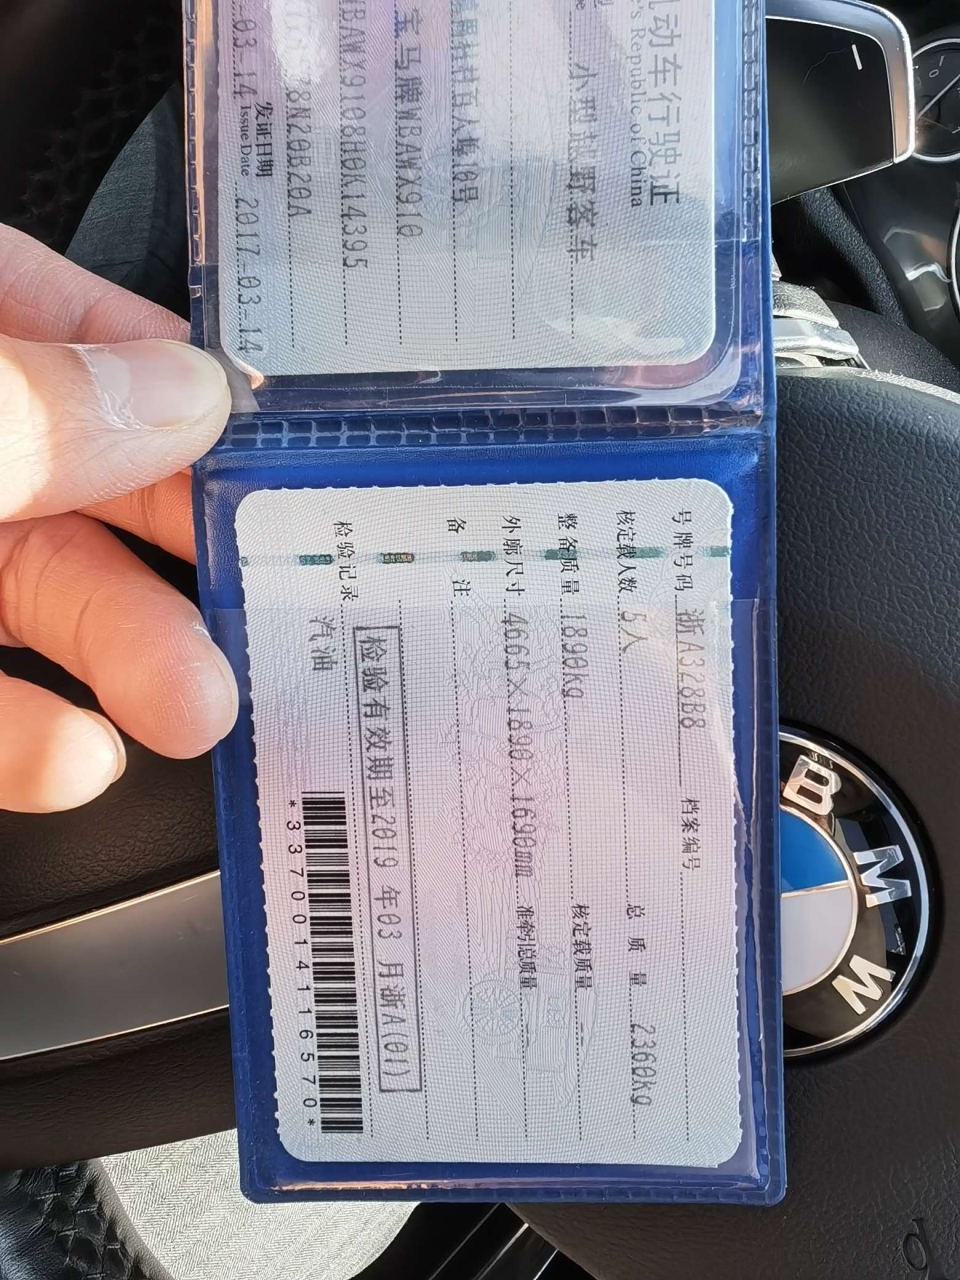 机动车行驶证
's Republic of China
小型越野客车
号
宝马牌WBAWX910
WBAWX9108H0K14395
8N20B20A
发证日期
Issue Date
2017-03-14
03-14
号牌号码 浙A328B8 档案编号
核定载人数 5人 总质量 2360kg
整备质量 1890kg 核定载质量 --
外廓尺寸 4665×1890×1690mm 准牵引总质量
备注
检验有效期至2019年03月浙A(01)
检验记录 汽油
*3370014116570*
BMW